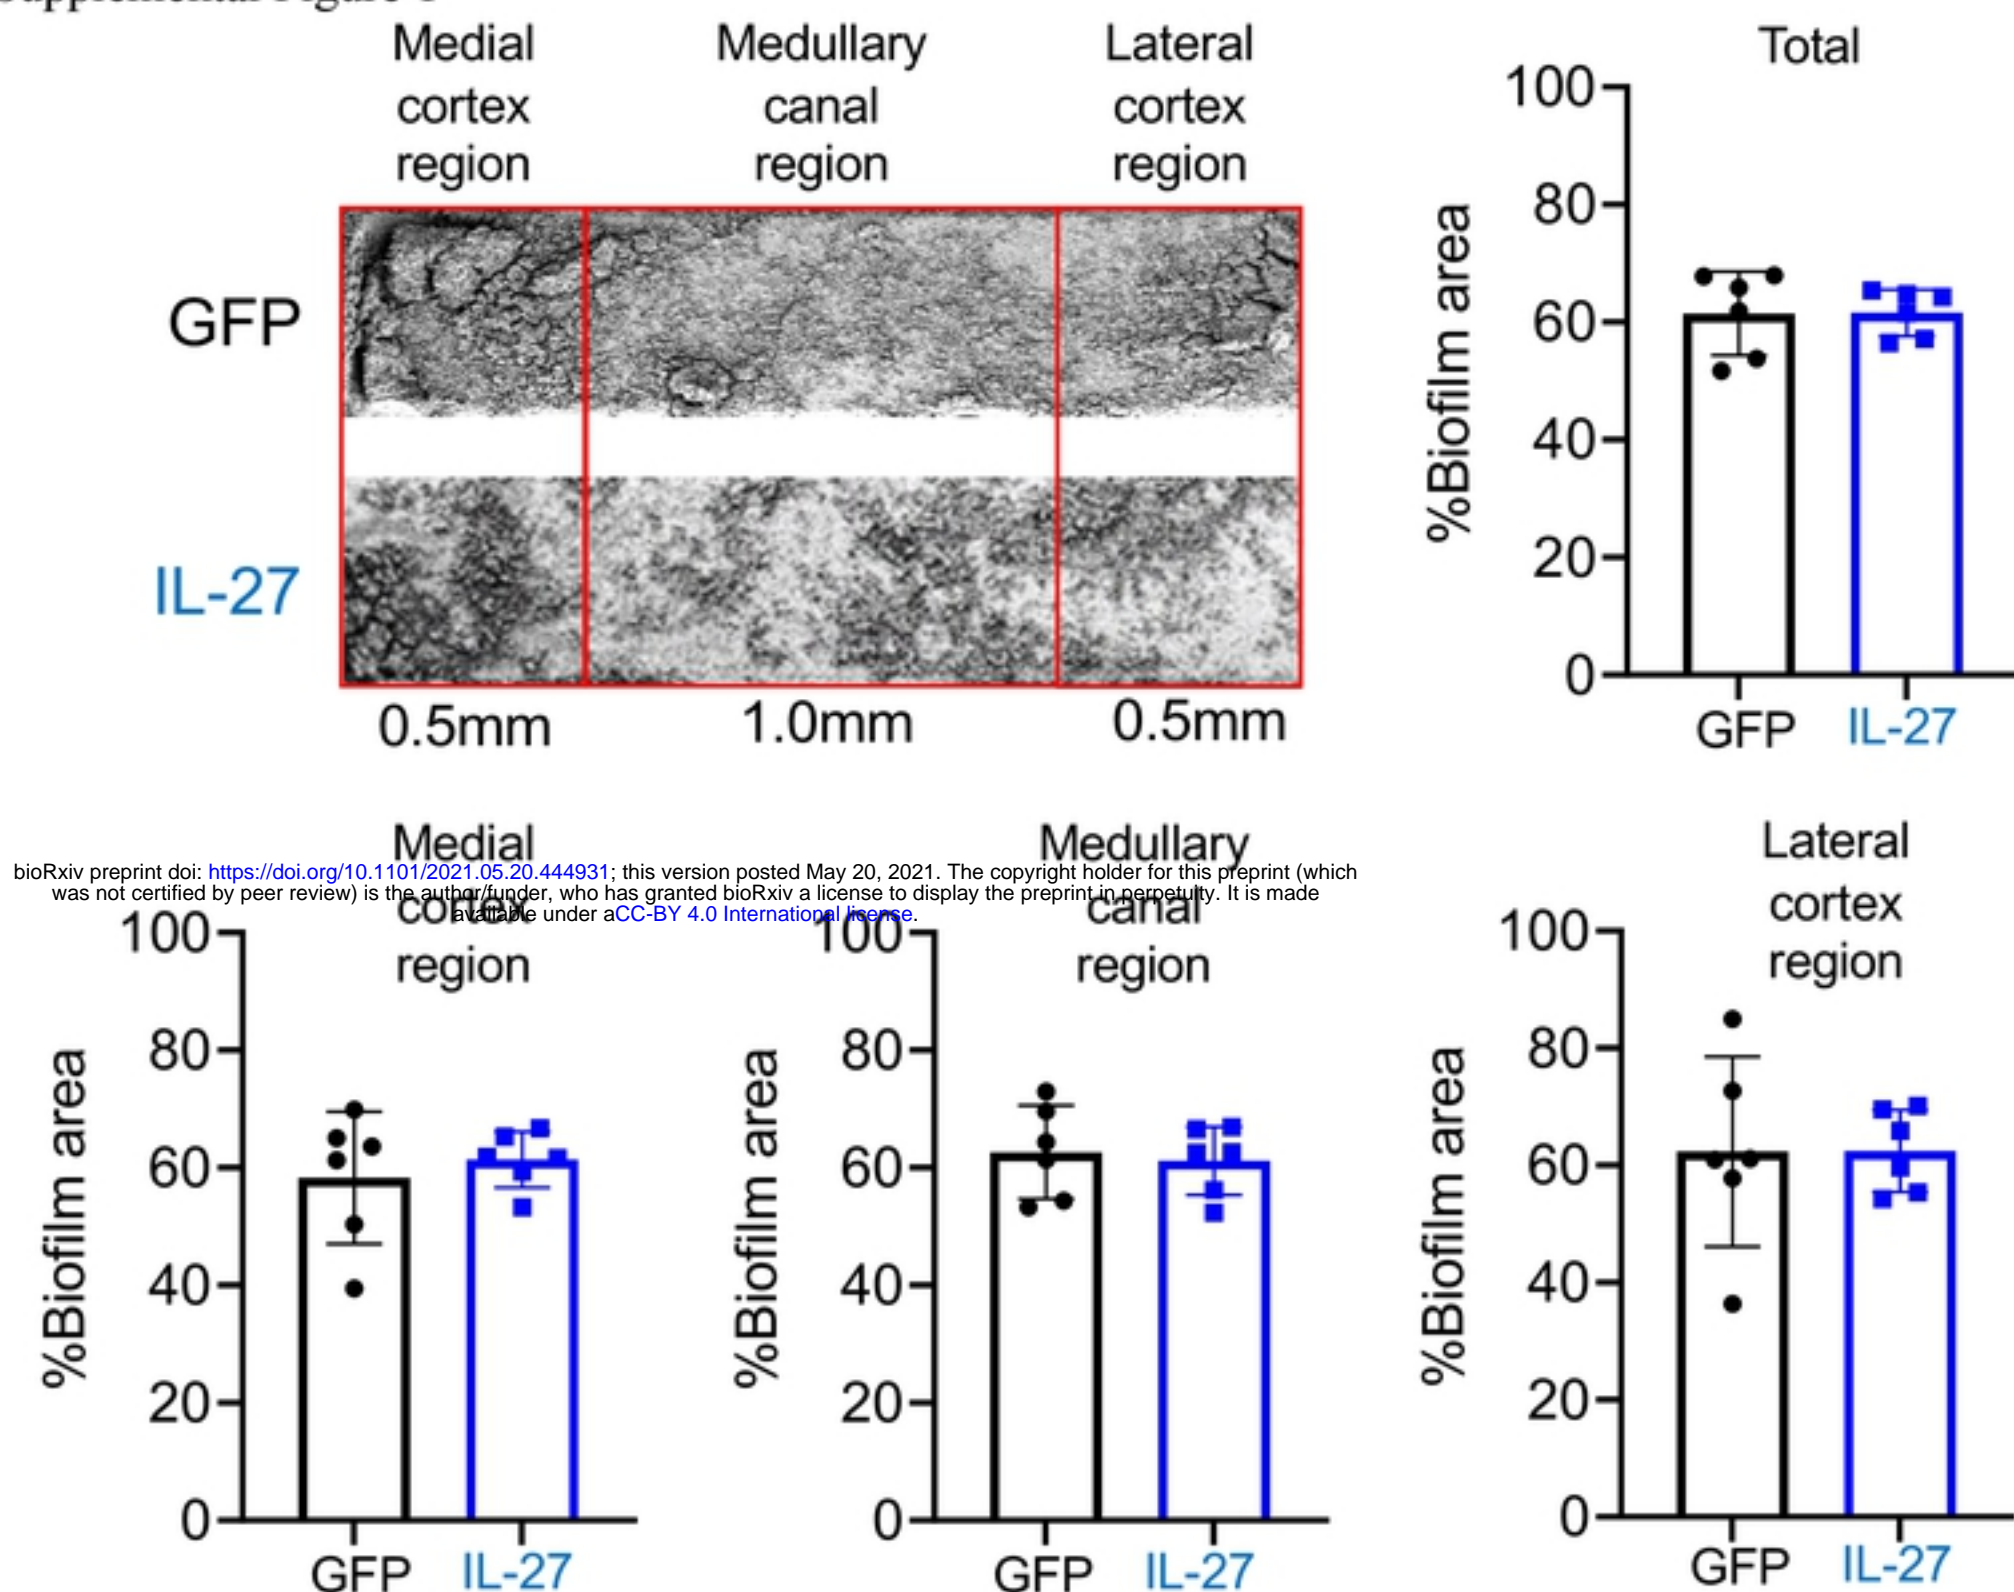 Supplemental Figure 1
Medial
cortex
region
Medullary
canal
region
Lateral
cortex
region
GFP
IL-27
0.5mm
1.0mm
0.5mm
Total
%Biofilm area
100
80
60
40
20
0
GFP
IL-27
bioRxiv preprint doi: https://doi.org/10.1101/2021.05.20.444931; this version posted May 20, 2021. The copyright holder for this preprint (which
was not certified by peer review) is the author/funder, who has granted bioRxiv a license to display the preprint in perpetuity. It is made
available under aCC-BY 4.0 International license.
Medial
cortex
region
%Biofilm area
100
80
60
40
20
0
GFP
IL-27
Medullary
canal
region
%Biofilm area
100
80
60
40
20
0
GFP
IL-27
Lateral
cortex
region
%Biofilm area
100
80
60
40
20
0
GFP
IL-27